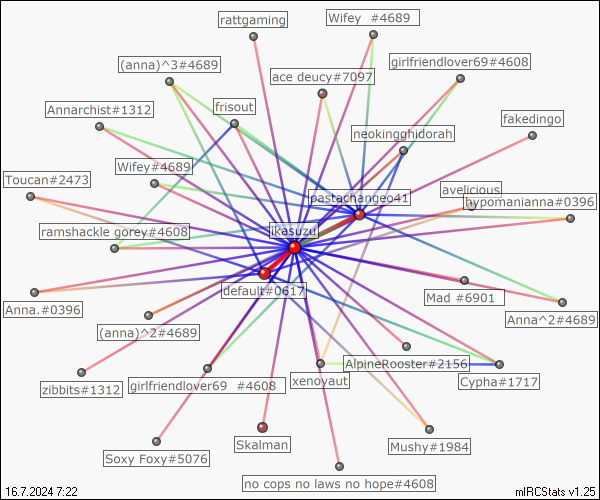 rattgaming
Wifey  #4689
(anna)^3#4689
girlfriendlover69#4608
ace deucy#7097
Annarchist#1312
frisout
fakedingo
neokingghidorah
Wifey#4689
Toucan#2473
avelicious
pastachangeo41
hypomanianna#0396
ramshackle gorey#4608
ikasuzu
default#0617
Mad #6901
Anna.#0396
Anna^2#4689
(anna)^2#4689
AlpineRooster#2156
xenoyaut
Cypha#1717
zibbits#1312
girlfriendlover69  #4608
Skalman
Mushy#1984
Soxy Foxy#5076
no cops no laws no hope#4608
16.7.2024 7:22
mIRCStats v1.25